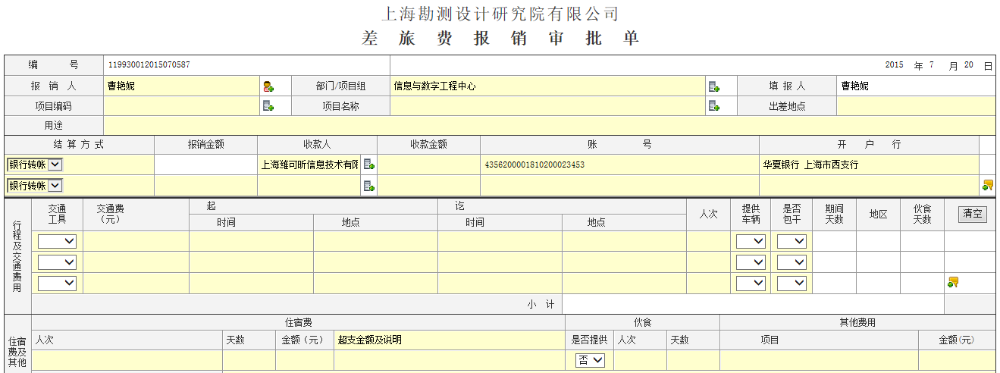 上海勘测设计研究院有限公司
差 旅 费 报 销 审 批 单
编 号 119930012015070587 2015 年 7 月 20 日
报 销 人 曹艳妮 部门/项目组 信息与数字工程中心 填 报 人 曹艳妮
项目编码 项目名称 出差地点
用途
结 算 方 式 报销金额 收款人 收款金额 账 号 开 户 行
银行转帐 上海潍可昕信息技术有限 4356200001810200023453 华夏银行 上海市西支行
银行转帐
行程及交通费用 交通工具 交通费（元） 起 讫 人次 提供车辆 是否包干 期间天数 地区 伙食天数 清空
时间 地点 时间 地点
小 计
住宿费及其他 住宿费 伙食 其他费用
人次 天数 金额（元） 超支金额及说明 是否提供 人次 天数 项目 金额(元)
否